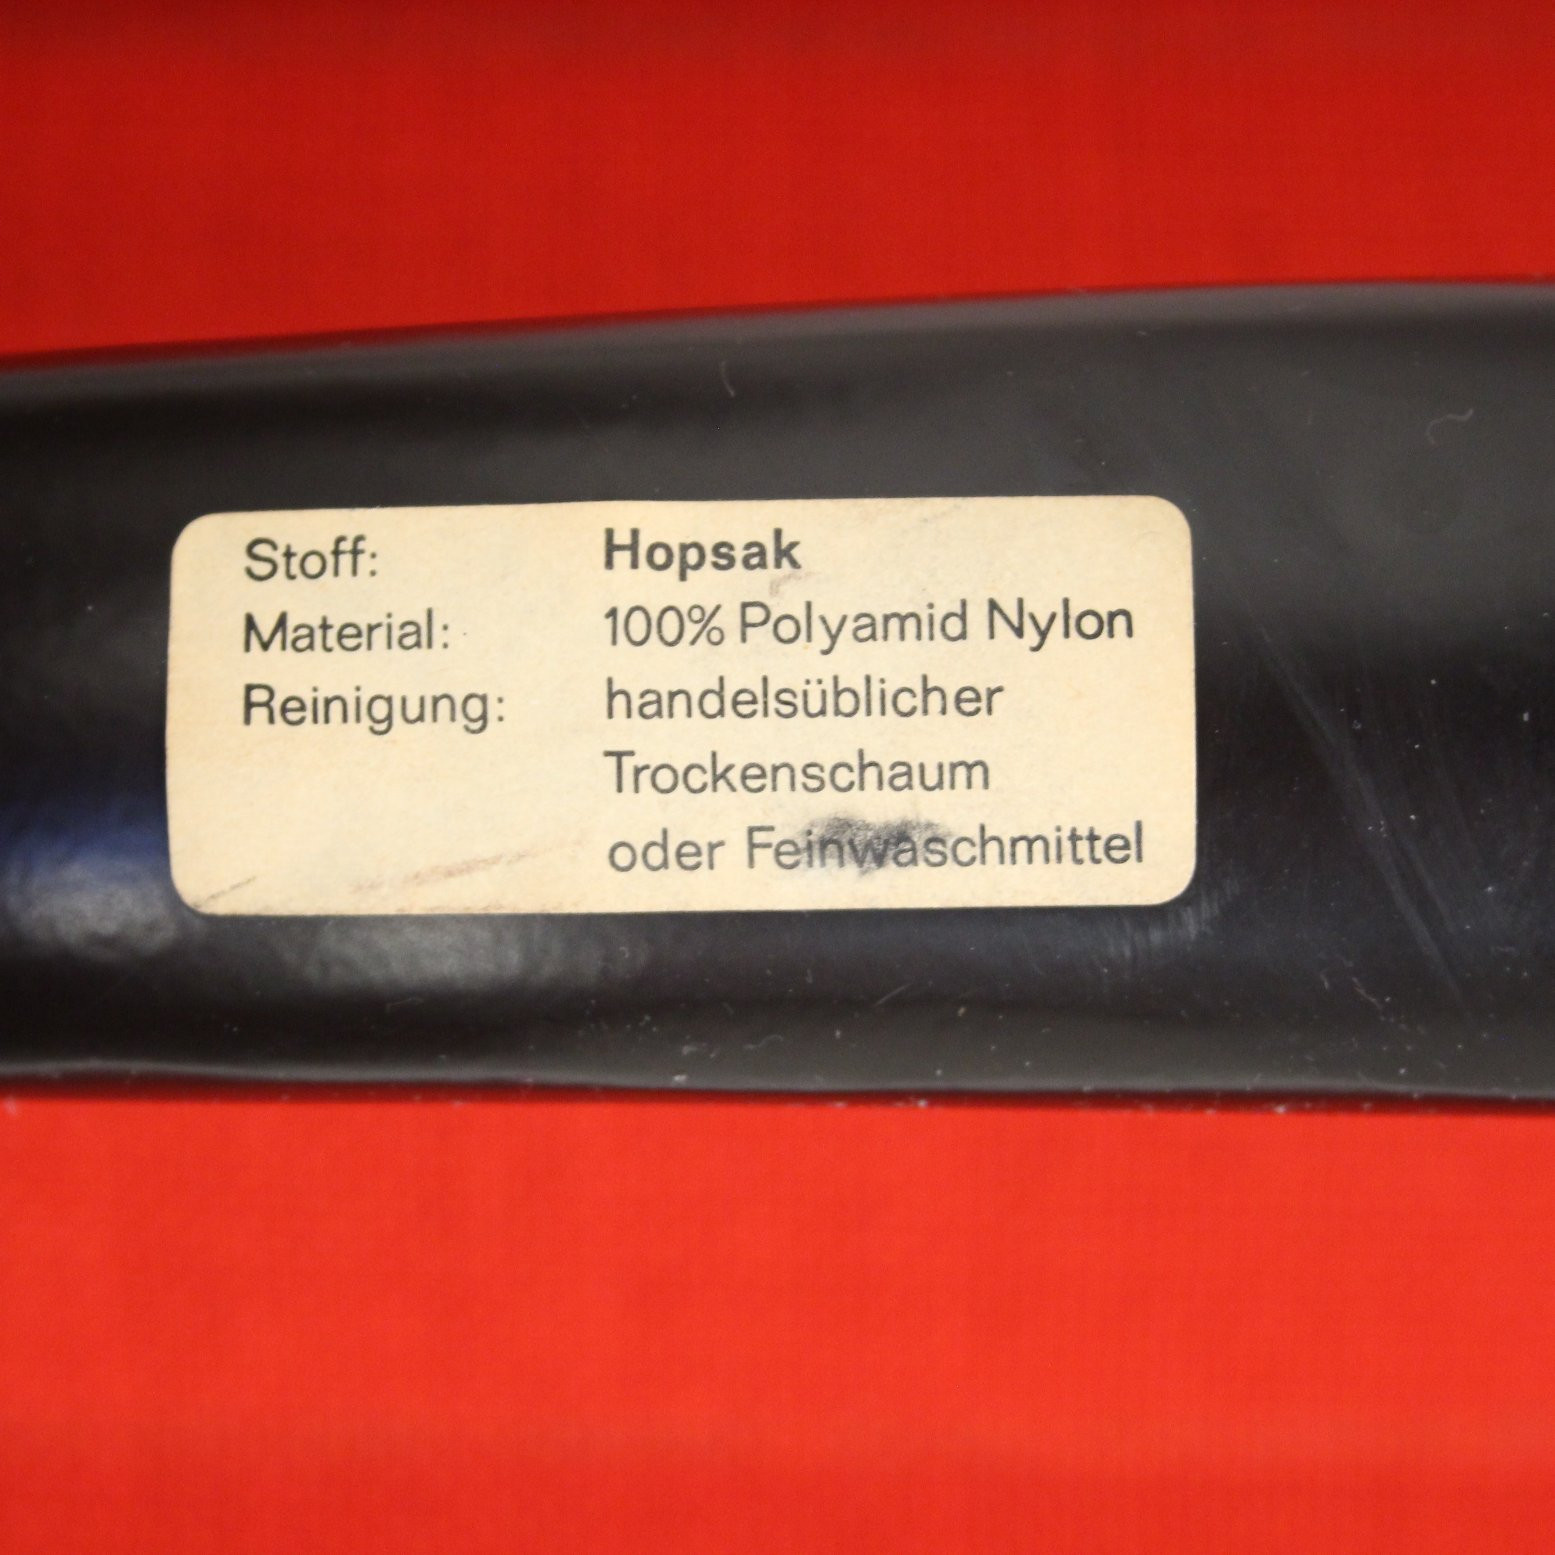 Stoff: Hopsak
Material: 100% Polyamid Nylon
Reinigung: handelsüblicher
Trockenschaum
oder Feinwaschmittel